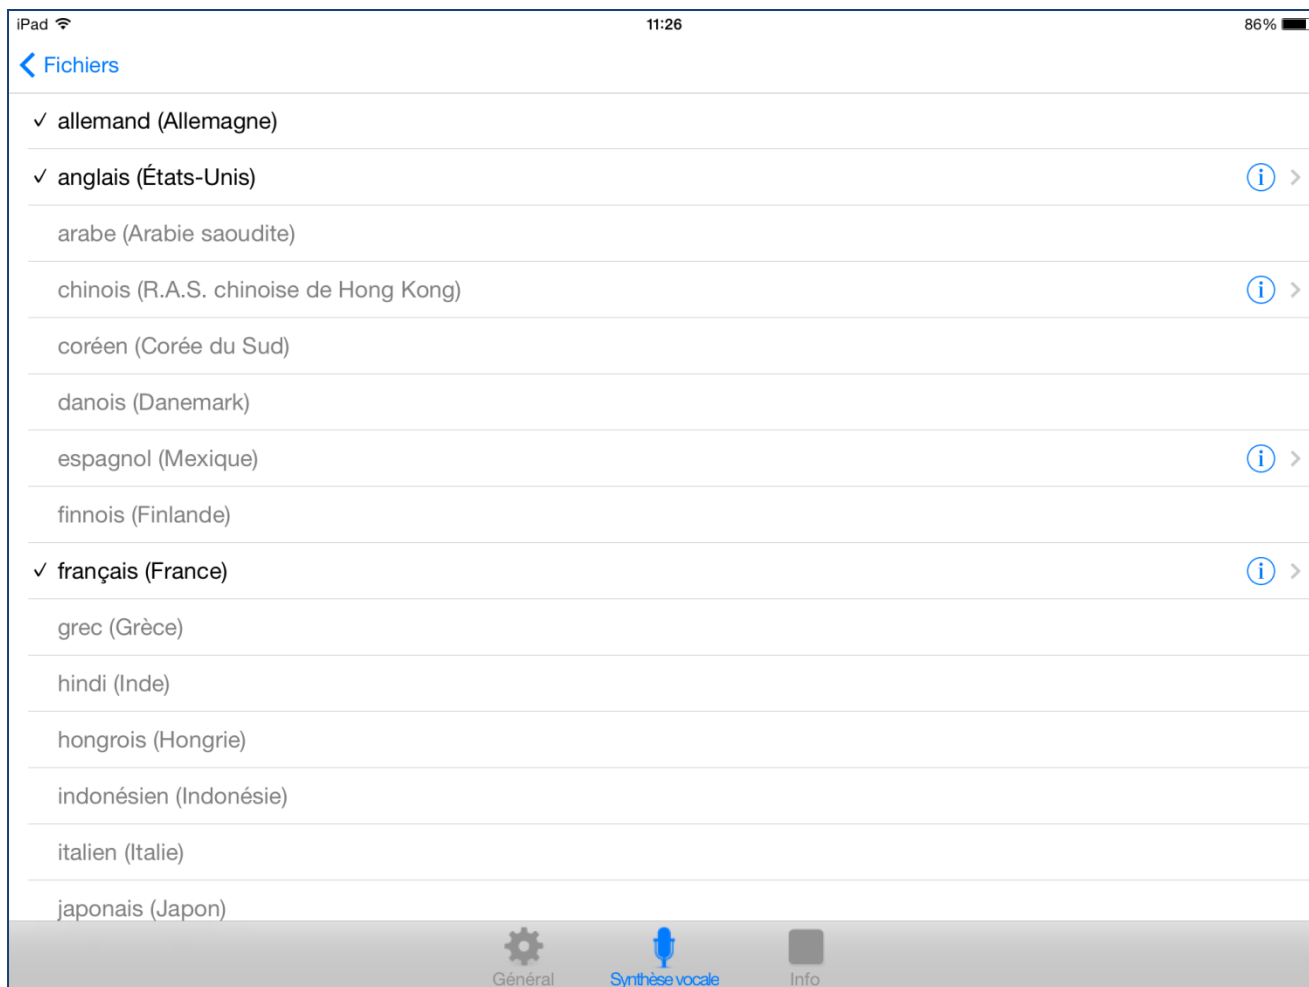 iPad 11:26 86%
Fichiers
✓ allemand (Allemagne)
✓ anglais (États-Unis)
arabe (Arabie saoudite)
chinois (R.A.S. chinoise de Hong Kong)
coréen (Corée du Sud)
danois (Danemark)
espagnol (Mexique)
finnois (Finlande)
✓ français (France)
grec (Grèce)
hindi (Inde)
hongrois (Hongrie)
indonésien (Indonésie)
italien (Italie)
japonais (Japon)
Général Synthèse vocale Info